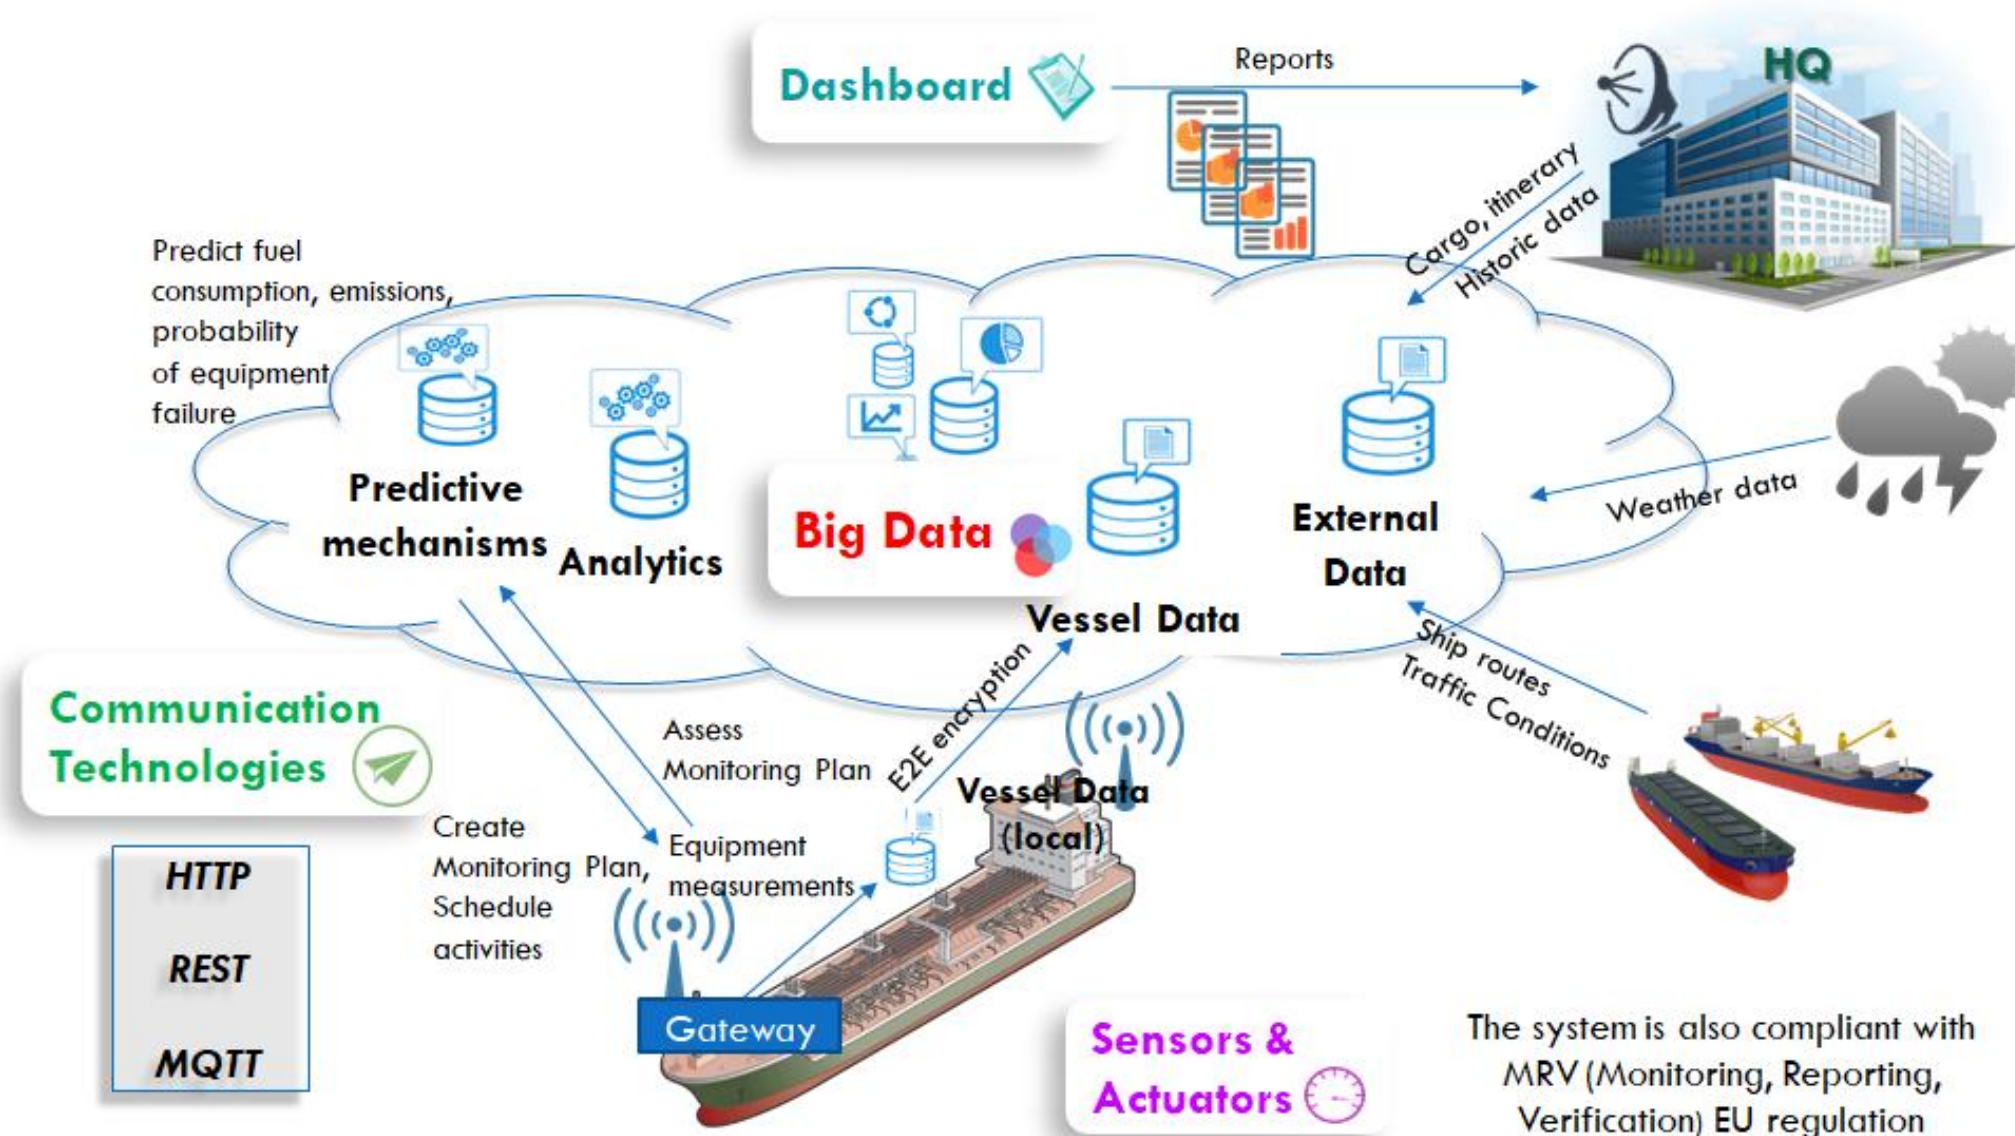 Dashboard
Reports
HQ
Cargo, itinerary
Historic data
Predict fuel
consumption, emissions,
probability
of equipment
failure
Predictive
mechanisms
Analytics
Big Data
Vessel Data
External
Data
Weather data
Ship routes
Traffic Conditions
Communication
Technologies
HTTP
REST
MQTT
Assess
Monitoring Plan
E2E encryption
Vessel Data
(local)
Create
Monitoring Plan,
Schedule
activities
Equipment
measurements
Gateway
Sensors &
Actuators
The system is also compliant with
MRV (Monitoring, Reporting,
Verification) EU regulation